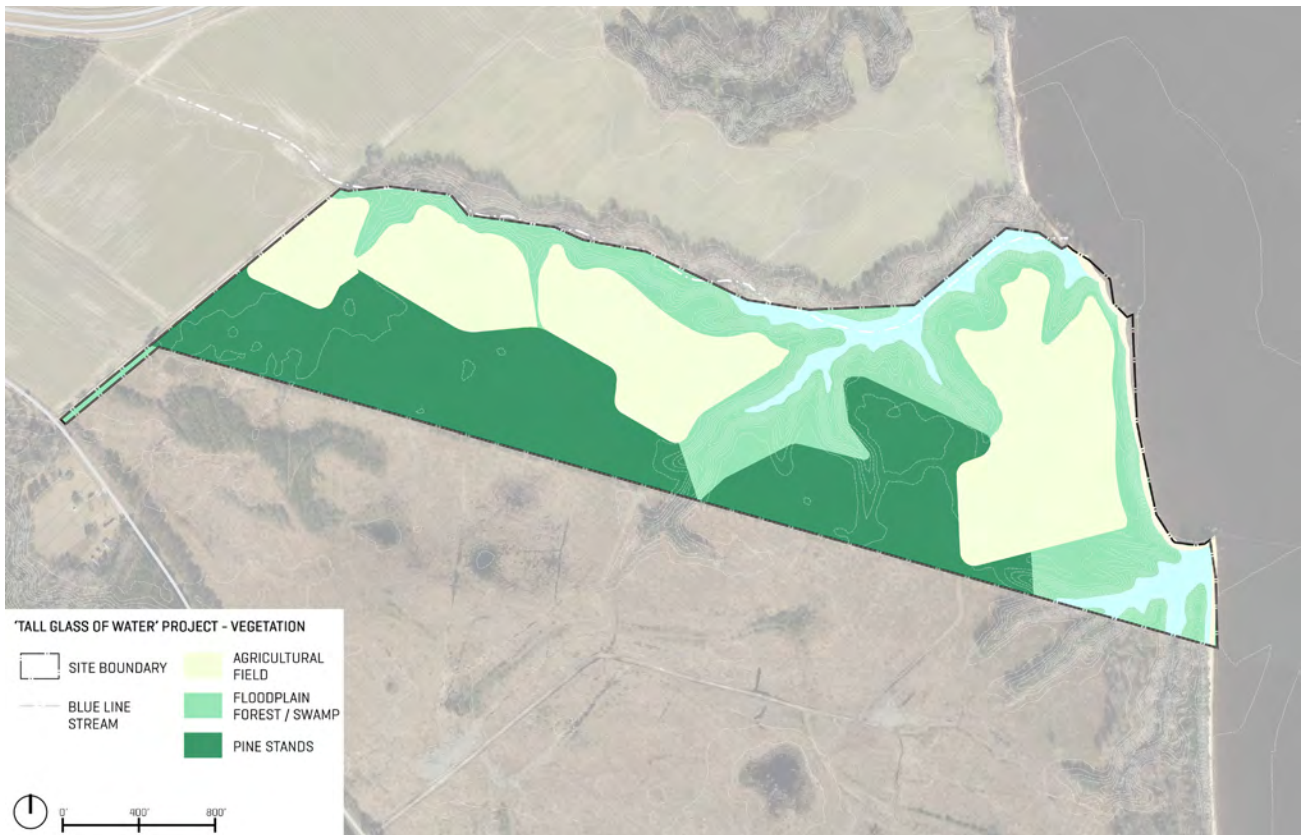 'TALL GLASS OF WATER' PROJECT - VEGETATION
SITE BOUNDARY
BLUE LINE
STREAM
AGRICULTURAL
FIELD
FLOODPLAIN
FOREST / SWAMP
PINE STANDS
0' 400' 800'